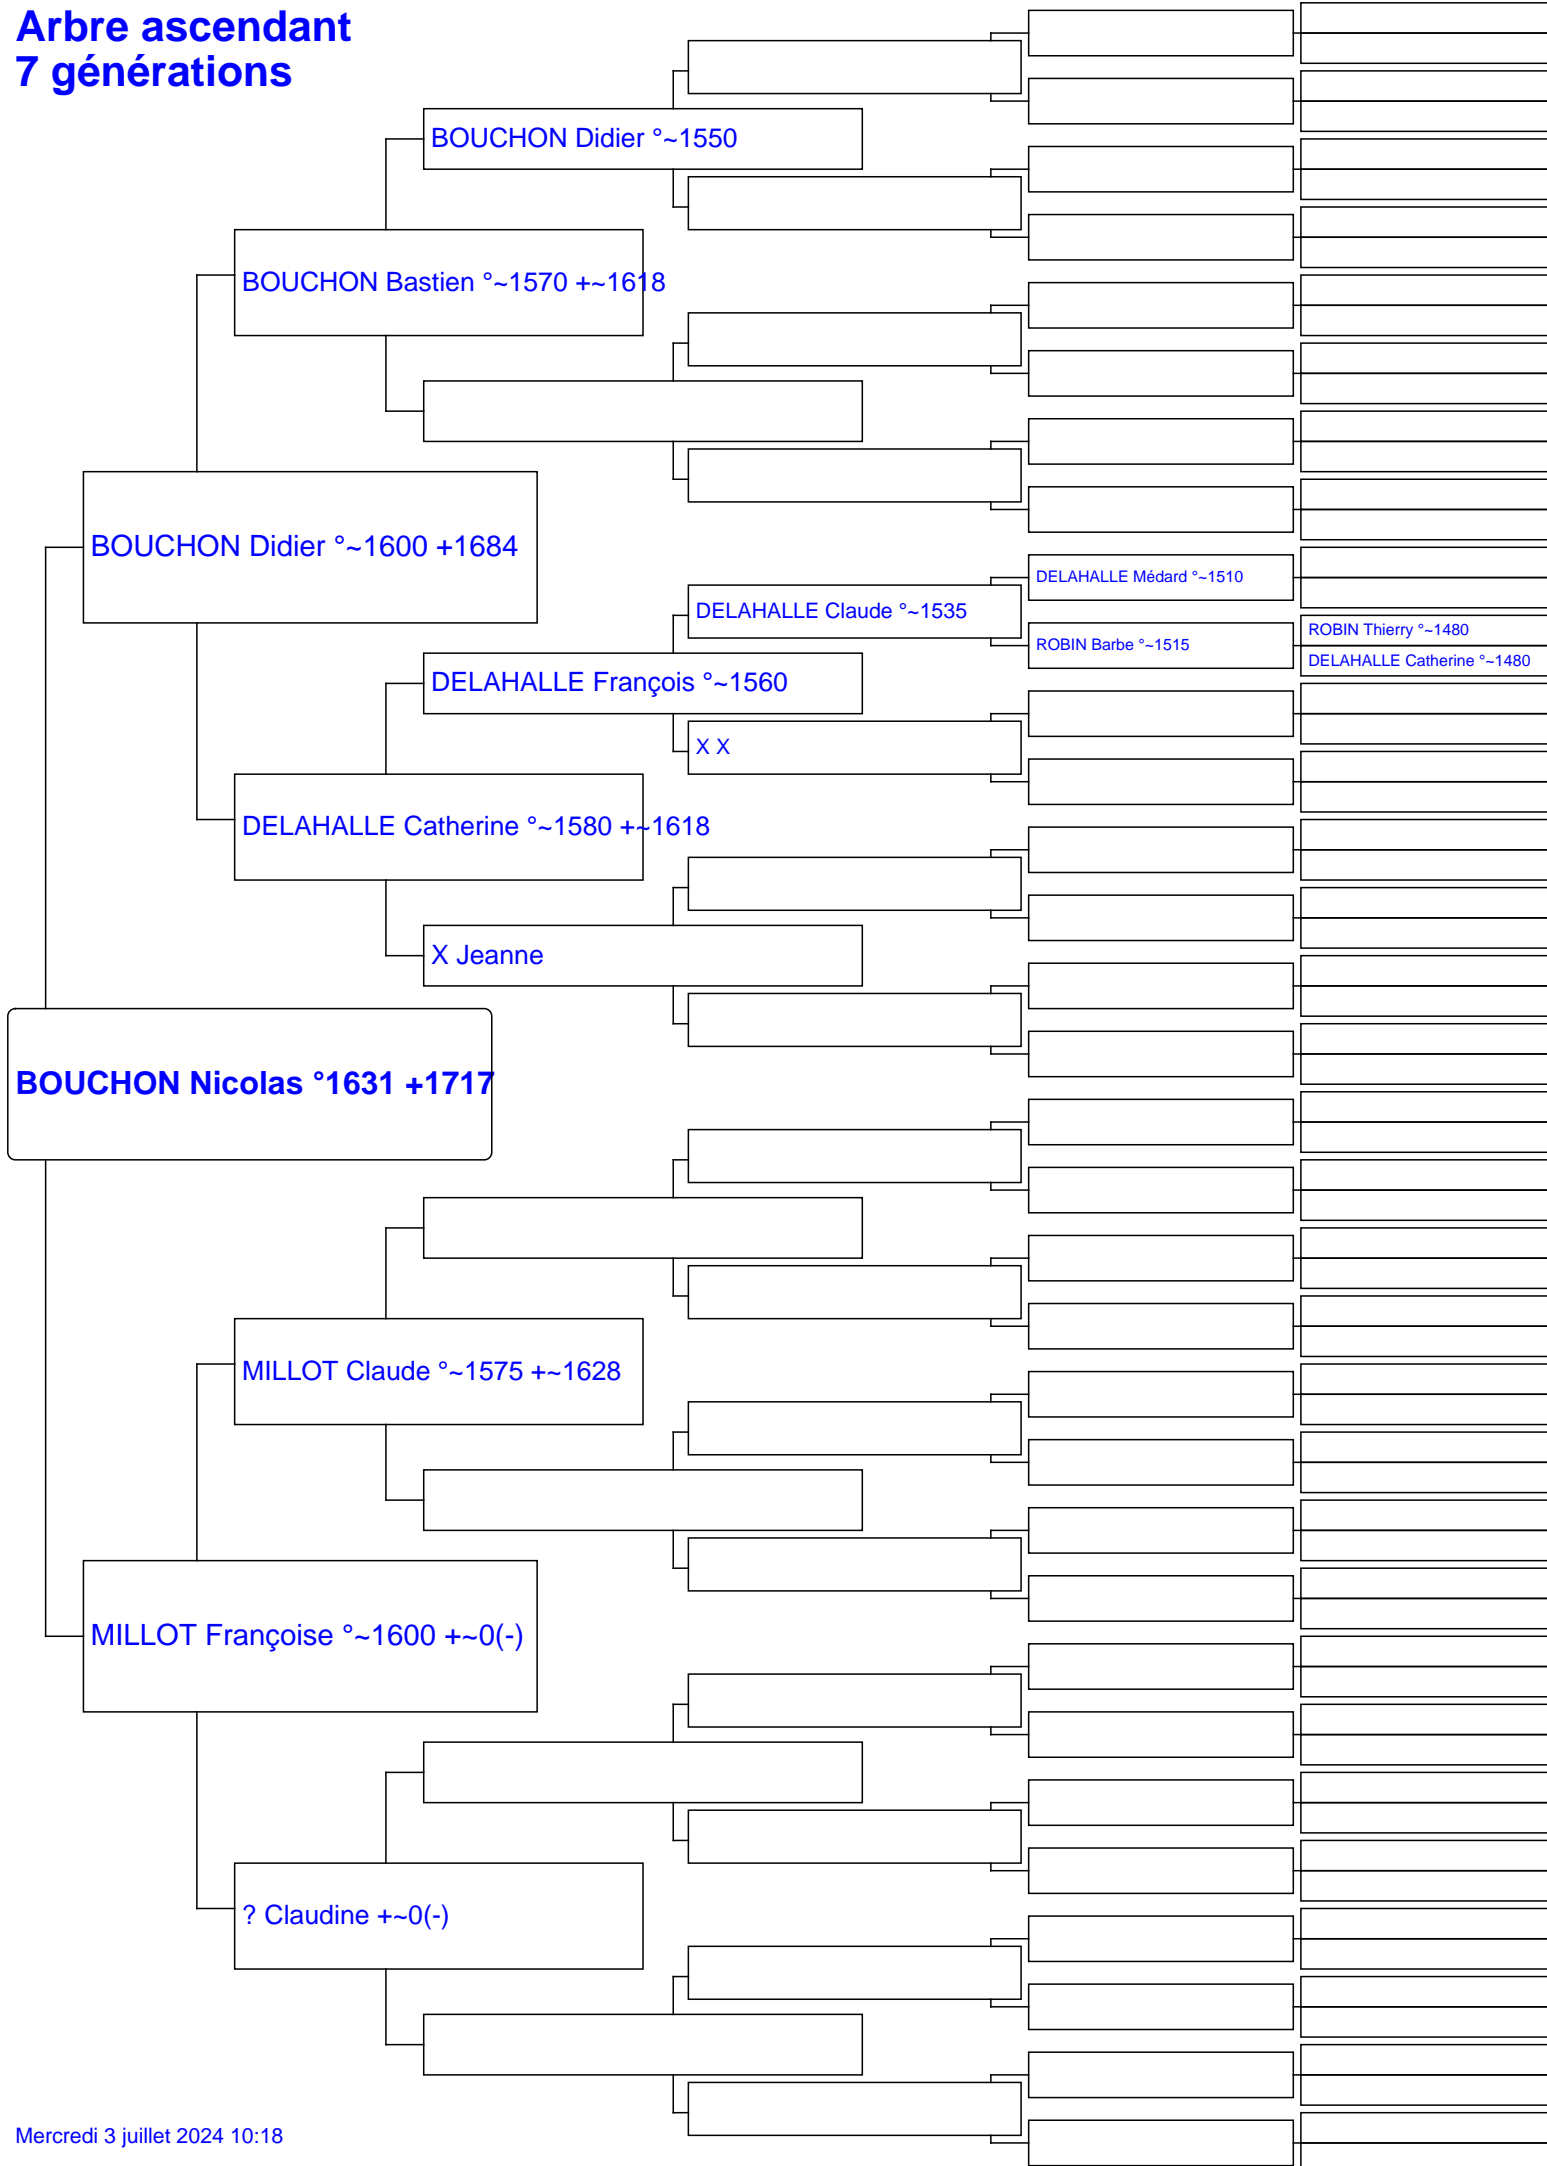 Arbre ascendant
7 générations
BOUCHON Didier °~1550
BOUCHON Bastien °~1570 +~1618
BOUCHON Didier °~1600 +1684
DELAHALLE Médard °~1510
DELAHALLE Claude °~1535
ROBIN Thierry °~1480
ROBIN Barbe °~1515
DELAHALLE Catherine °~1480
DELAHALLE François °~1560
X X
DELAHALLE Catherine °~1580 +~1618
X Jeanne
BOUCHON Nicolas °1631 +1717
MILLOT Claude °~1575 +~1628
MILLOT Françoise °~1600 +~0(-)
? Claudine +~0(-)
Mercredi 3 juillet 2024 10:18